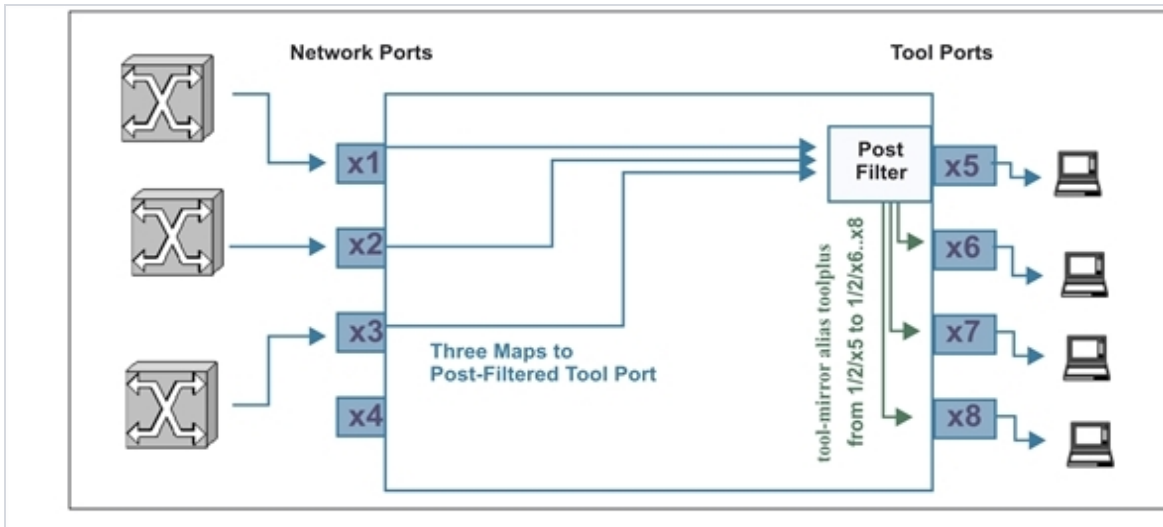 Network Ports
Tool Ports
x1
x2
x3
x4
Three Maps to
Post-Filtered Tool Port
Post
Filter
tool-mirror alias toolplus
from 1/2/x5 to 1/2/x6..x8
x5
x6
x7
x8